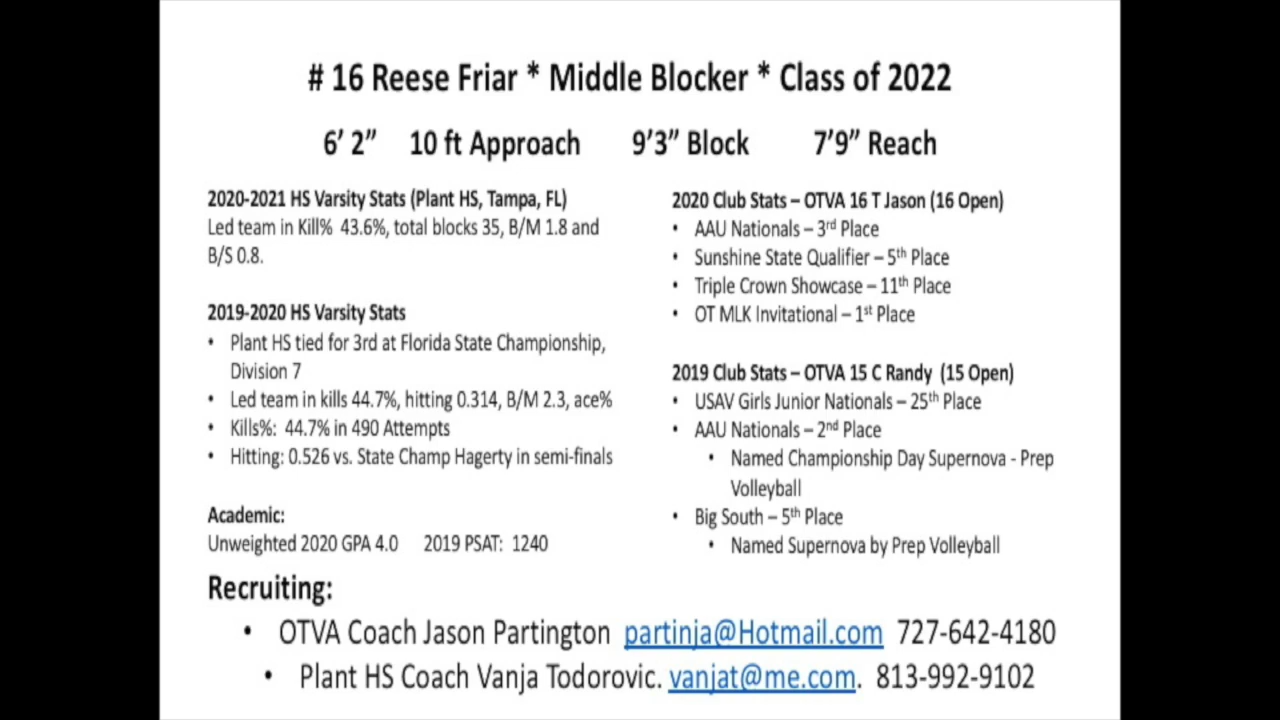 # 16 Reese Friar * Middle Blocker * Class of 2022
6’ 2” 10 ft Approach 9’3” Block 7’9” Reach
2020-2021 HS Varsity Stats (Plant HS, Tampa, FL)
Led team in Kill% 43.6%, total blocks 35, B/M 1.8 and
B/S 0.8.
2019-2020 HS Varsity Stats
• Plant HS tied for 3rd at Florida State Championship,
Division 7
• Led team in kills 44.7%, hitting 0.314, B/M 2.3, ace%
• Kills%: 44.7% in 490 Attempts
• Hitting: 0.526 vs. State Champ Hagerty in semi-finals
Academic:
Unweighted 2020 GPA 4.0 2019 PSAT: 1240
2020 Club Stats – OTVA 16 T Jason (16 Open)
• AAU Nationals – 3rd Place
• Sunshine State Qualifier – 5th Place
• Triple Crown Showcase – 11th Place
• OT MLK Invitational – 1st Place
2019 Club Stats – OTVA 15 C Randy (15 Open)
• USAV Girls Junior Nationals – 25th Place
• AAU Nationals – 2nd Place
• Named Championship Day Supernova - Prep
Volleyball
• Big South – 5th Place
• Named Supernova by Prep Volleyball
Recruiting:
• OTVA Coach Jason Partington partinja@Hotmail.com 727-642-4180
• Plant HS Coach Vanja Todorovic. vanjat@me.com. 813-992-9102